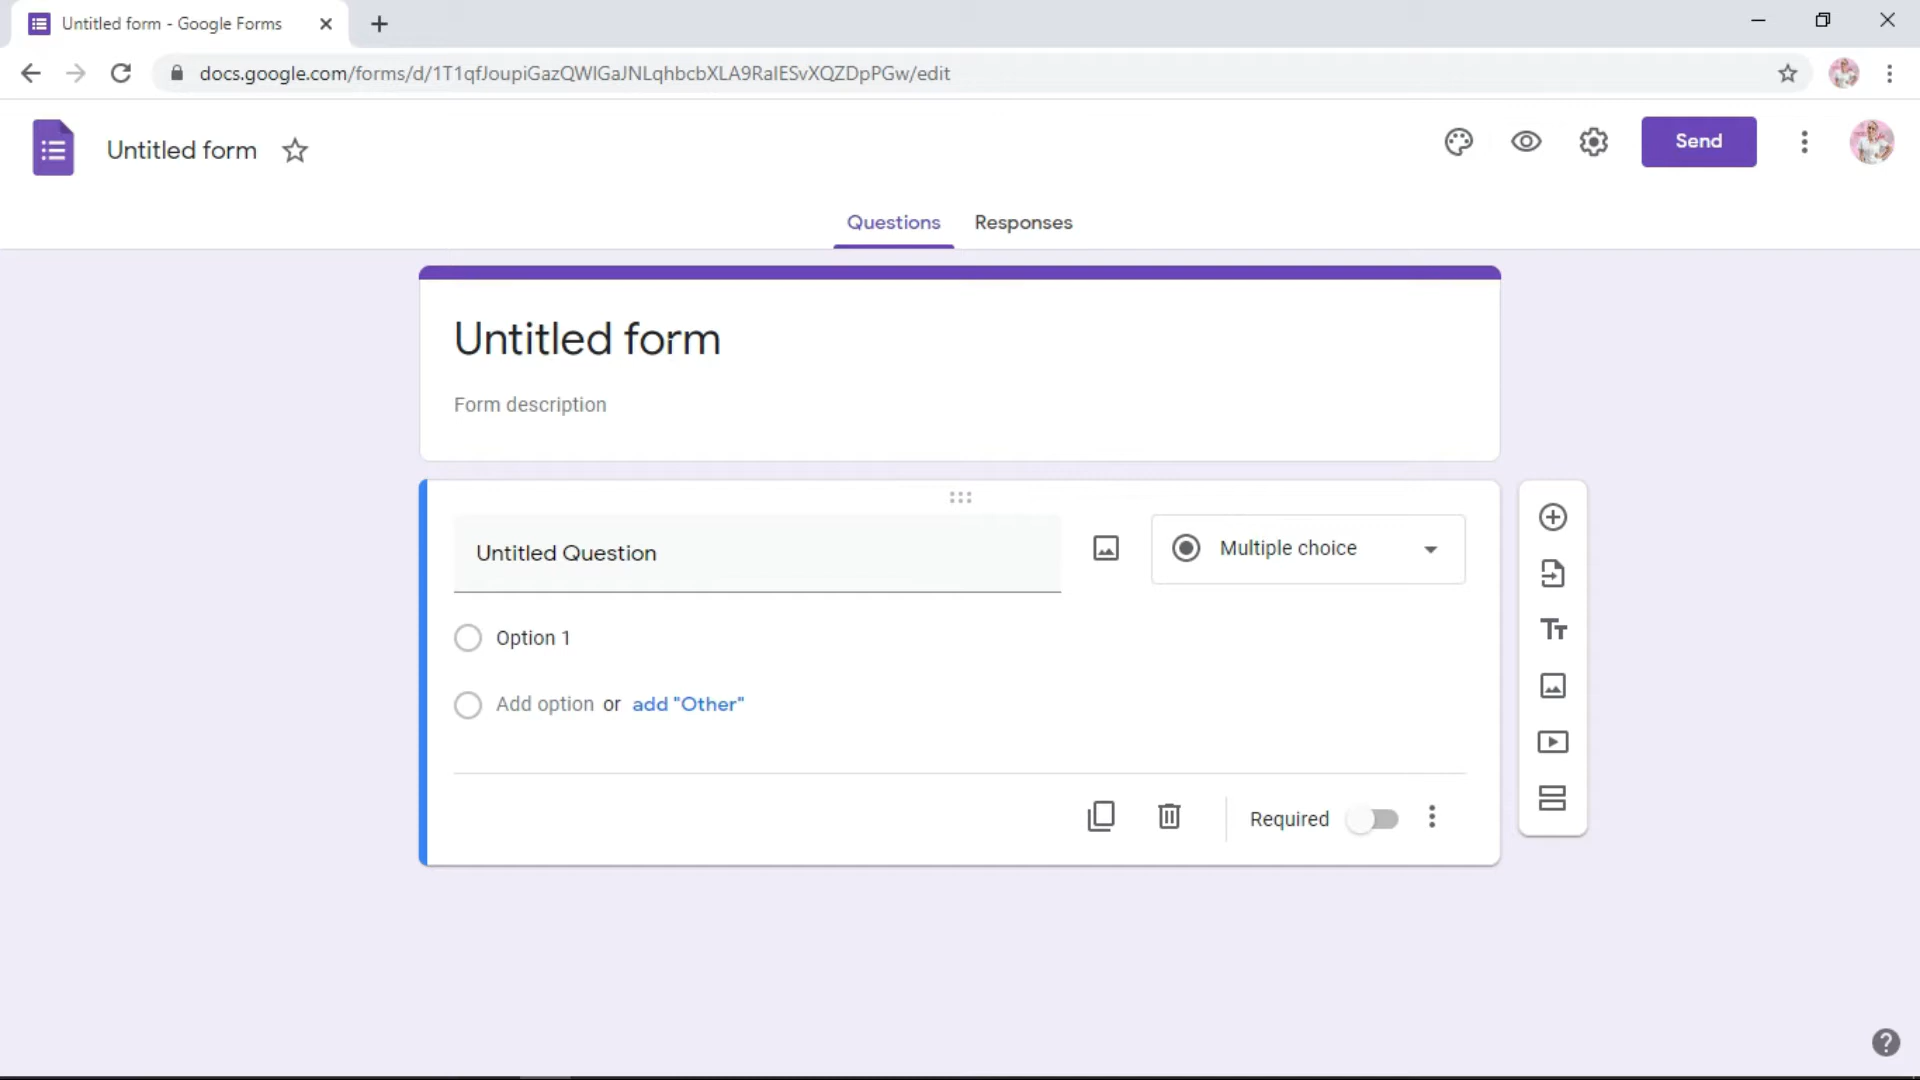 Untitled form - Google Forms
docs.google.com/forms/d/1T1qfJoupiGazQWlGaJNLqhbcbXLA9RaIESvXQZDpPGw/edit
Untitled form
Send
Questions Responses
Untitled form
Form description
Untitled Question
Multiple choice
Option 1
Add option or add "Other"
Required